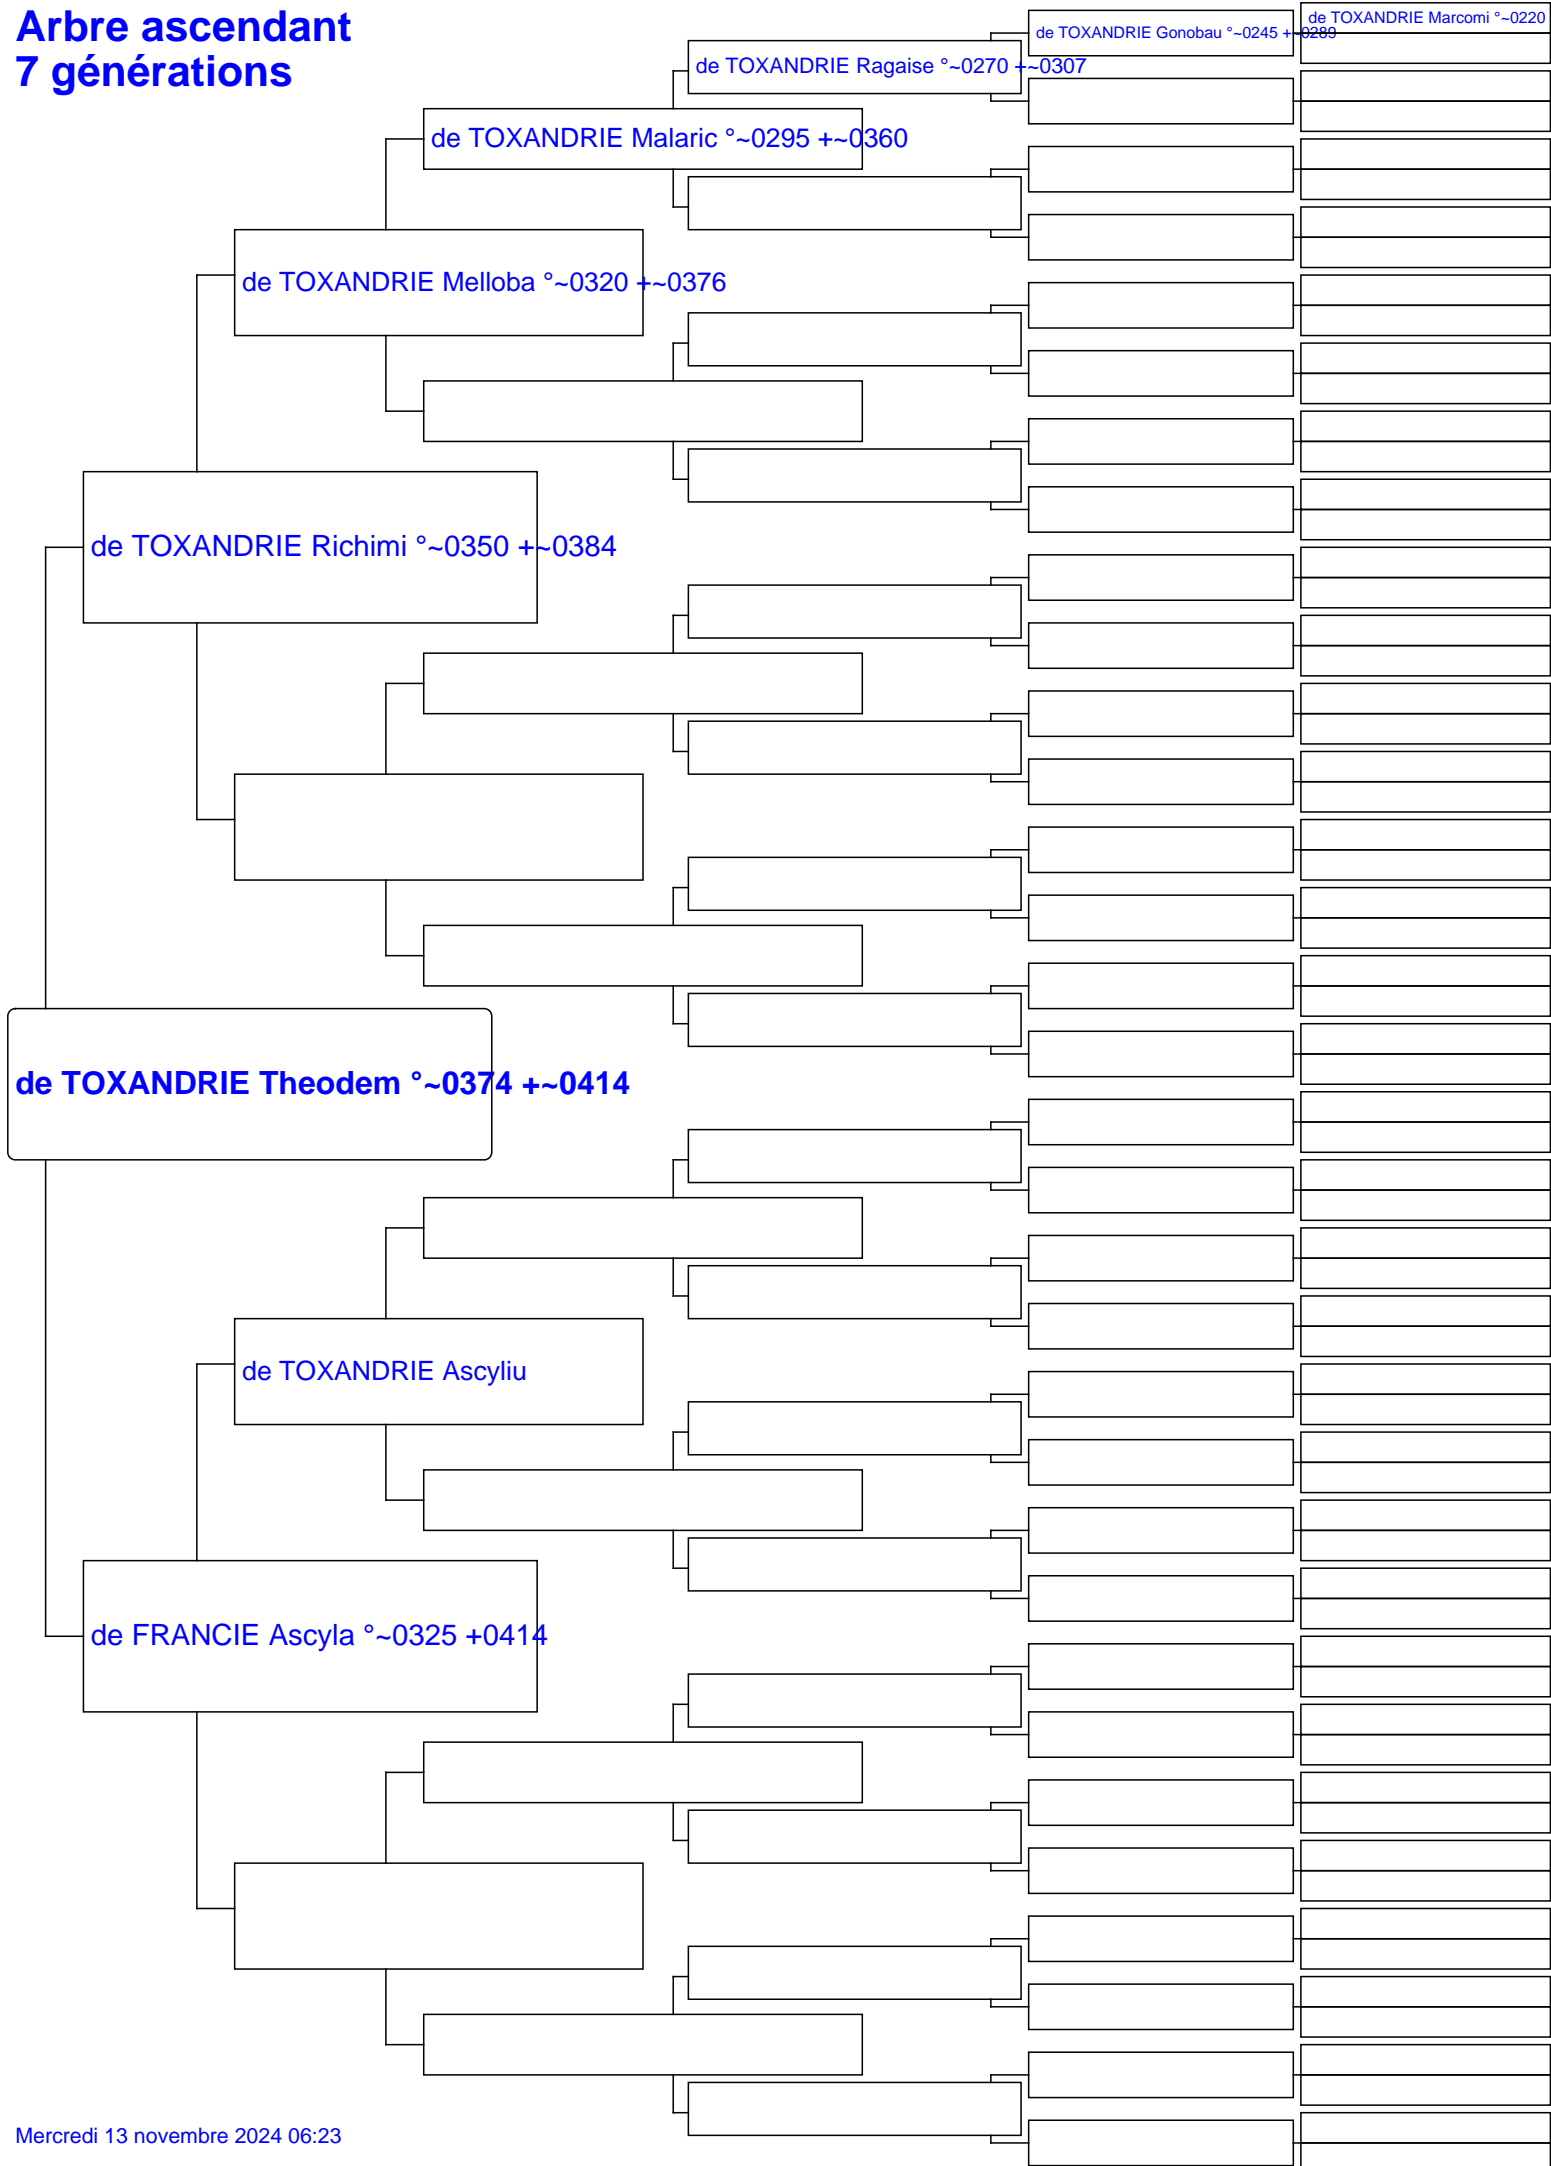 Arbre ascendant
7 générations
de TOXANDRIE Marcomi °~0220
de TOXANDRIE Gonobau °~0245 +~0289
de TOXANDRIE Ragaise °~0270 +~0307
de TOXANDRIE Malaric °~0295 +~0360
de TOXANDRIE Melloba °~0320 +~0376
de TOXANDRIE Richimi °~0350 +~0384
de TOXANDRIE Theodem °~0374 +~0414
de TOXANDRIE Ascyliu
de FRANCIE Ascyla °~0325 +0414
Mercredi 13 novembre 2024 06:23